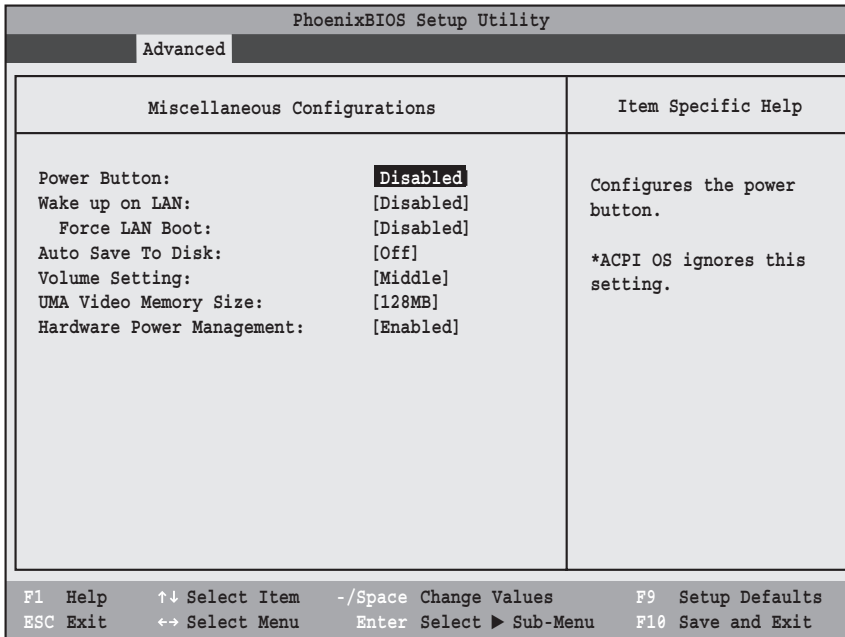 PhoenixBIOS Setup Utility
Advanced
Miscellaneous Configurations
Item Specific Help
Power Button: Disabled
Wake up on LAN: [Disabled]
Force LAN Boot: [Disabled]
Auto Save To Disk: [Off]
Volume Setting: [Middle]
UMA Video Memory Size: [128MB]
Hardware Power Management: [Enabled]
Configures the power
button.
*ACPI OS ignores this
setting.
F1 Help ↑↓ Select Item -/Space Change Values F9 Setup Defaults
ESC Exit ←→ Select Menu Enter Select ▶ Sub-Menu F10 Save and Exit